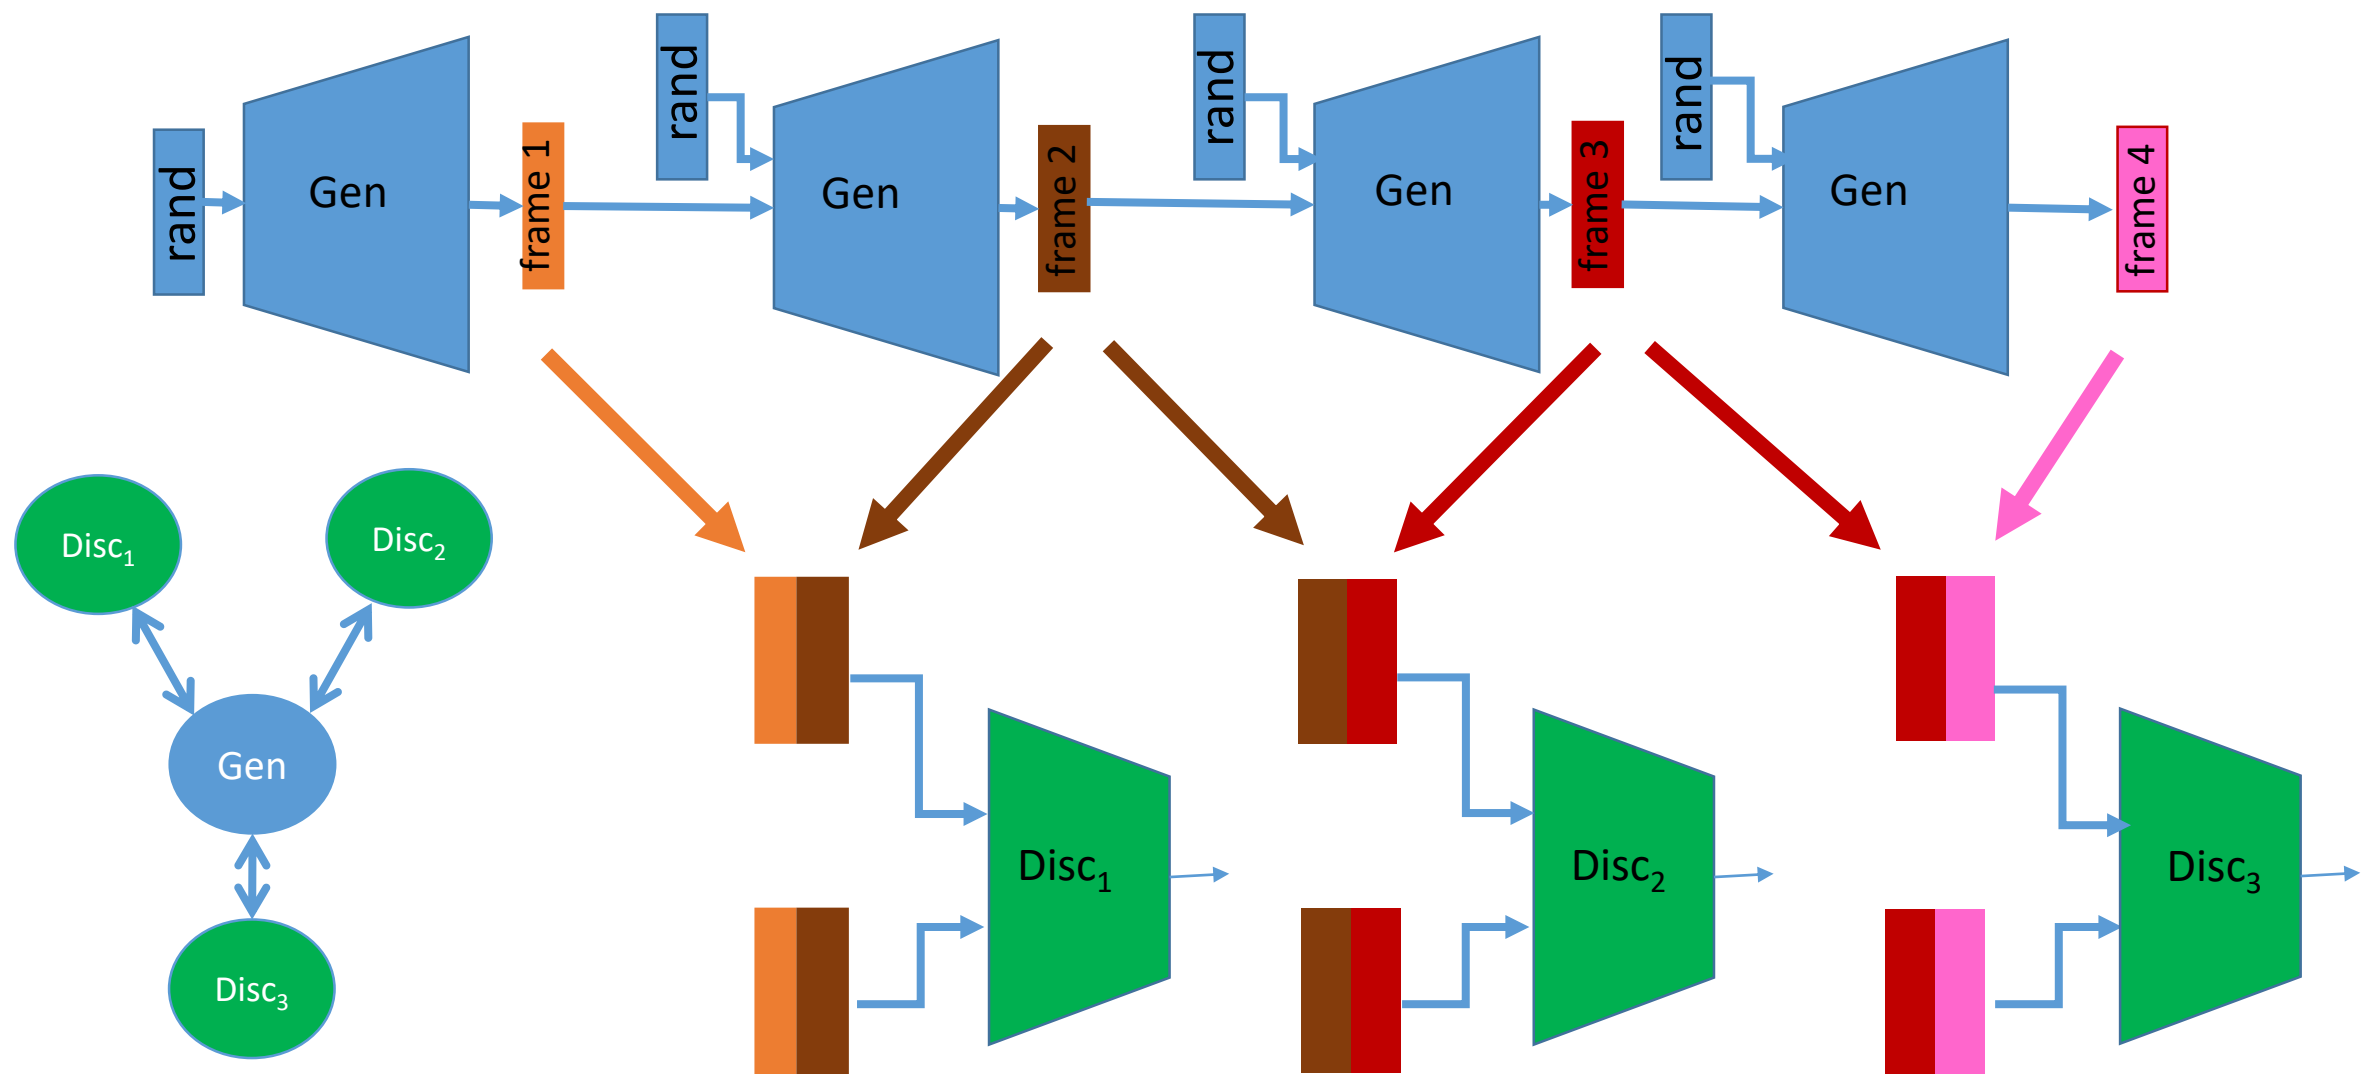 rand
Gen
frame 1
rand
Gen
frame 2
rand
Gen
frame 3
rand
Gen
frame 4
Disc₁
Disc₂
Gen
Disc₃
Disc₁
Disc₂
Disc₃